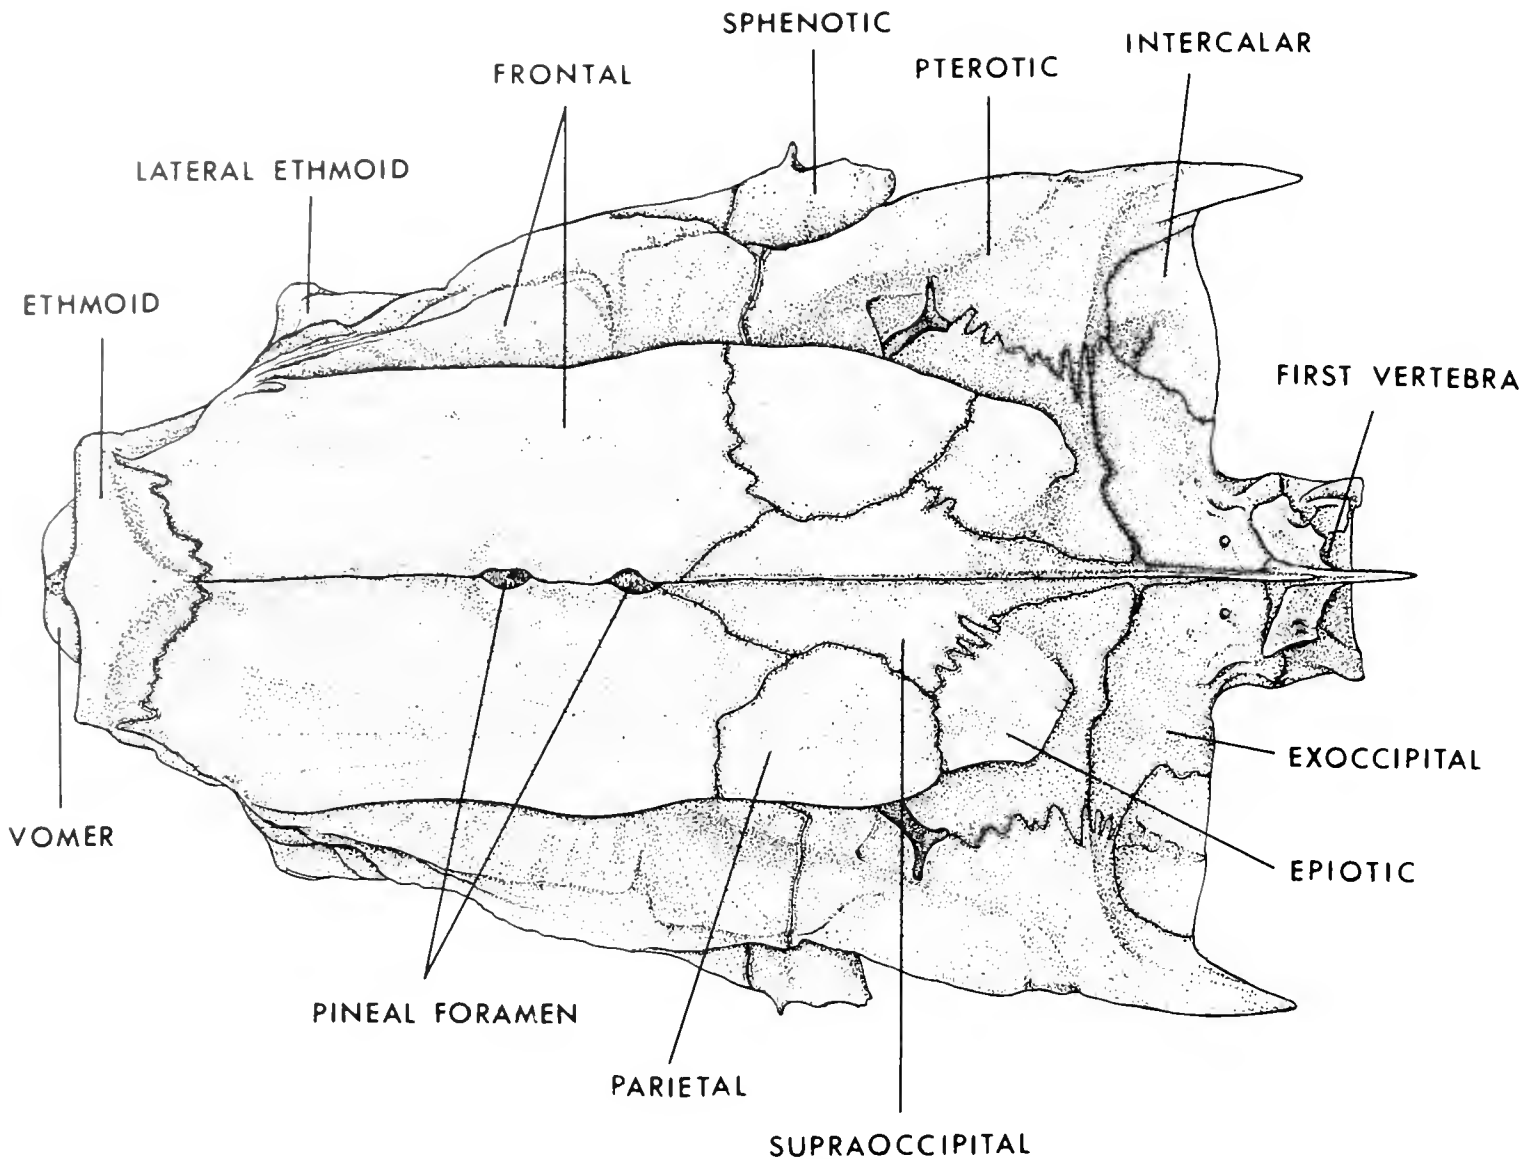 SPHENOTIC
INTERCALAR
FRONTAL
PTEROTIC
LATERAL ETHMOID
ETHMOID
FIRST VERTEBRA
EXOCCIPITAL
VOMER
EPIOTIC
PINEAL FORAMEN
PARIETAL
SUPRAOCCIPITAL